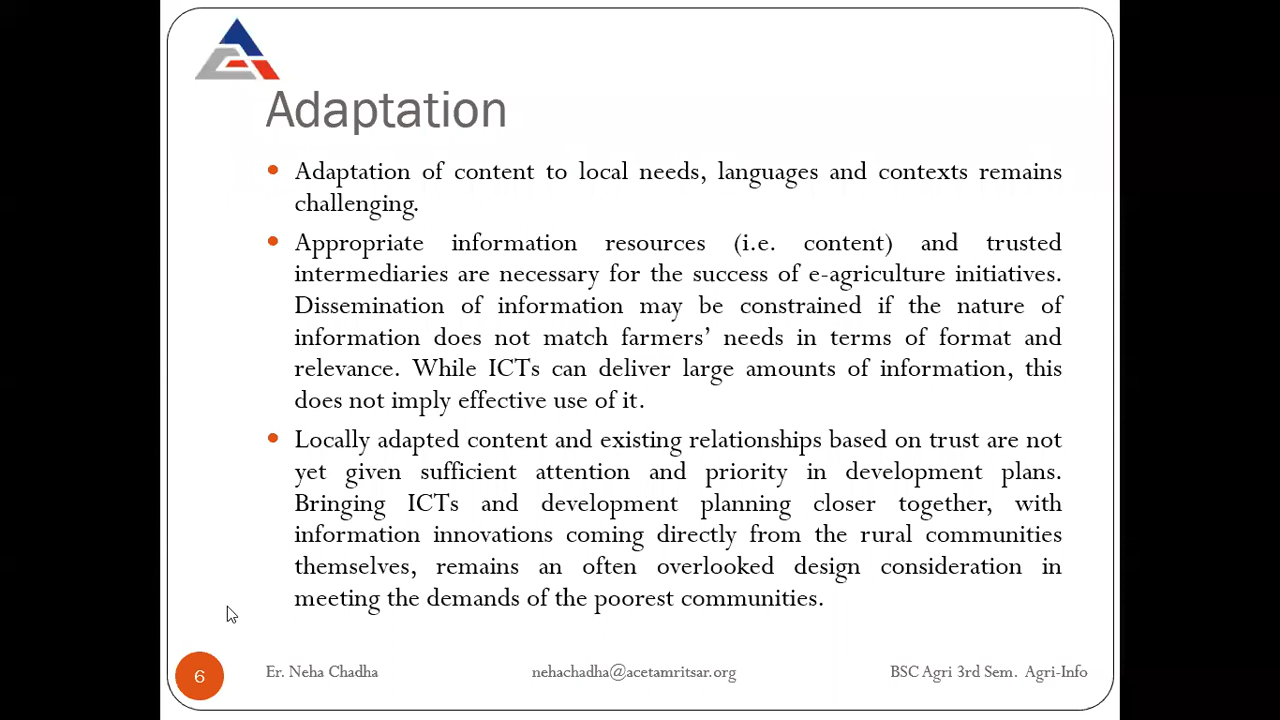 Adaptation
Adaptation of content to local needs, languages and contexts remains
challenging.
Appropriate information resources (i.e. content) and trusted
intermediaries are necessary for the success of e-agriculture initiatives.
Dissemination of information may be constrained if the nature of
information does not match farmers’ needs in terms of format and
relevance. While ICTs can deliver large amounts of information, this
does not imply effective use of it.
Locally adapted content and existing relationships based on trust are not
yet given sufficient attention and priority in development plans.
Bringing ICTs and development planning closer together, with
information innovations coming directly from the rural communities
themselves, remains an often overlooked design consideration in
meeting the demands of the poorest communities.
6
Er. Neha Chadha
nehachadha@acetamritsar.org
BSC Agri 3rd Sem. Agri-Info